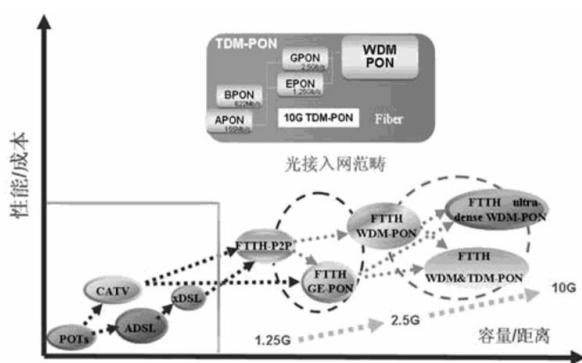 TDM-PON
GPON
2.5Gb/s
WDM
PON
EPON
1.25Gb/s
BPON
622Mb/s
APON
155Mb/s
10G TDM-PON
Fiber
光接入网范畴
性能/成本
FTTH-P2P
FTTH
WDM-PON
FTTH ultra-
dense WDM-PON
FTTH
GE-PON
FTTH
WDM&TDM-PON
CATV
xDSL
ADSL
POTs
1.25G
2.5G
10G
容量/距离